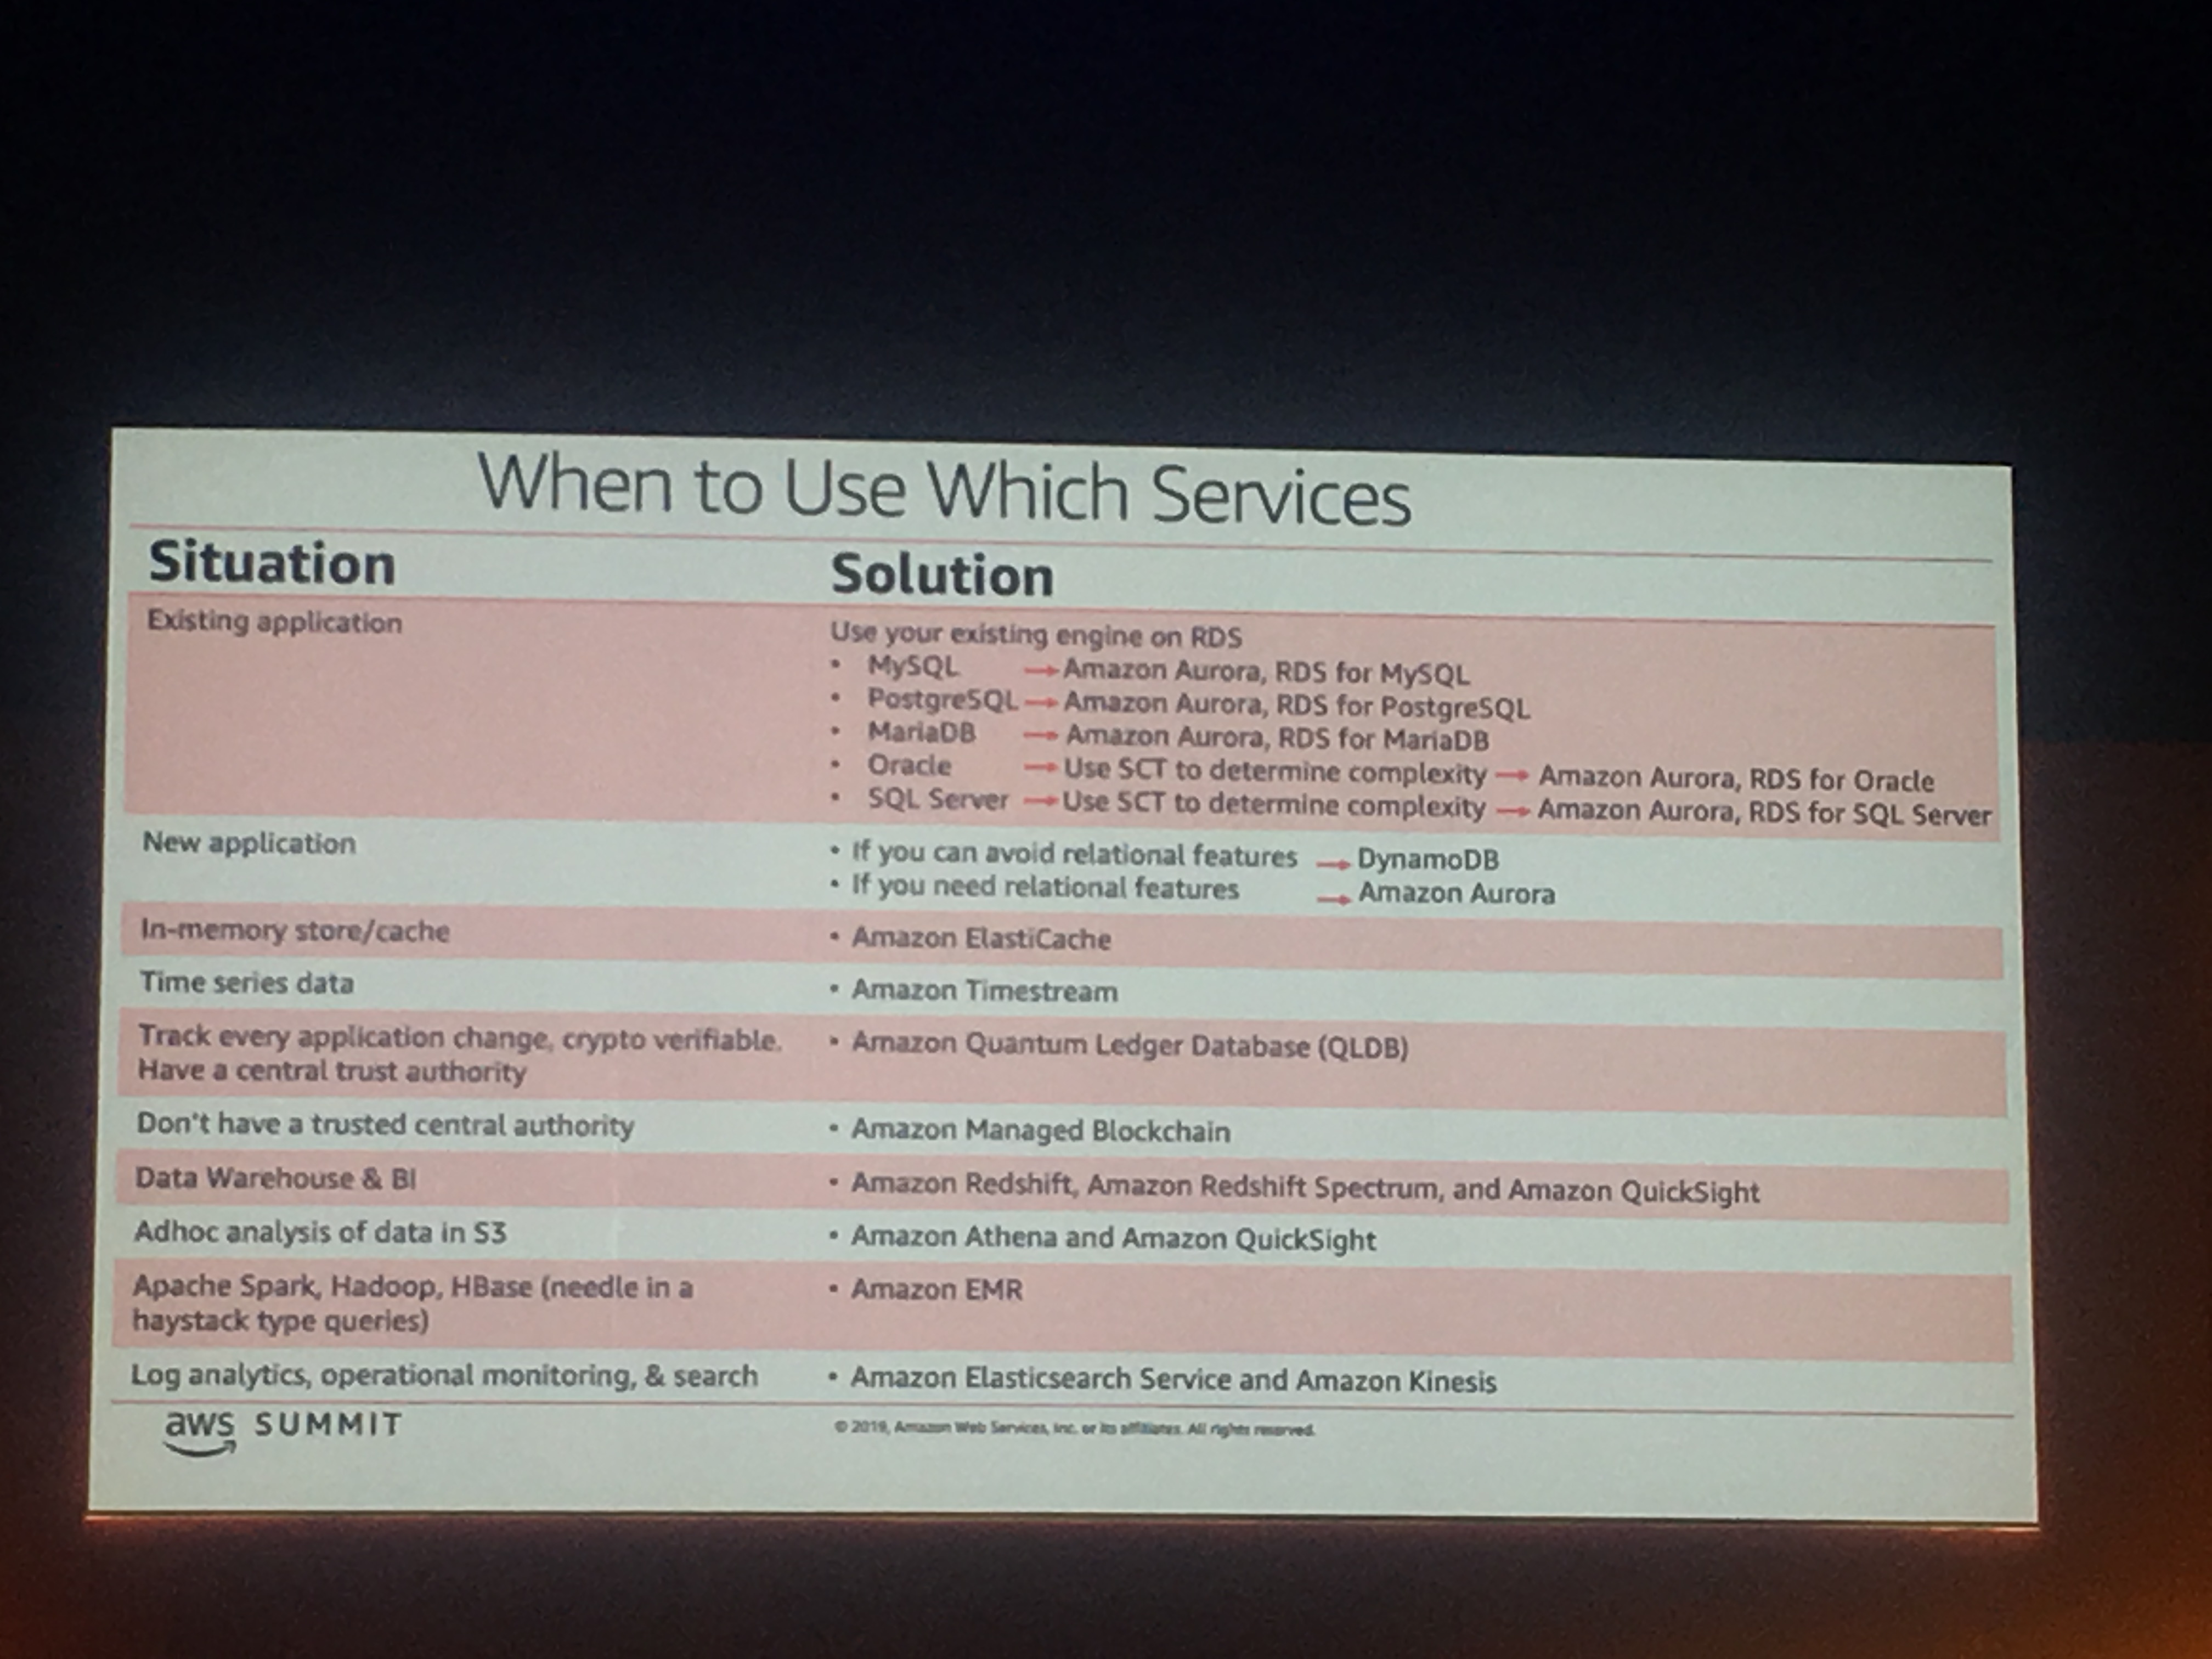 When to Use Which Services
Situation
Solution
Existing application
Use your existing engine on RDS
• MySQL → Amazon Aurora, RDS for MySQL
• PostgreSQL → Amazon Aurora, RDS for PostgreSQL
• MariaDB → Amazon Aurora, RDS for MariaDB
• Oracle → Use SCT to determine complexity → Amazon Aurora, RDS for Oracle
• SQL Server → Use SCT to determine complexity → Amazon Aurora, RDS for SQL Server
New application
• If you can avoid relational features → DynamoDB
• If you need relational features → Amazon Aurora
In-memory store/cache
• Amazon ElastiCache
Time series data
• Amazon Timestream
Track every application change, crypto verifiable.
Have a central trust authority
• Amazon Quantum Ledger Database (QLDB)
Don't have a trusted central authority
• Amazon Managed Blockchain
Data Warehouse & BI
• Amazon Redshift, Amazon Redshift Spectrum, and Amazon QuickSight
Adhoc analysis of data in S3
• Amazon Athena and Amazon QuickSight
Apache Spark, Hadoop, HBase (needle in a
haystack type queries)
• Amazon EMR
Log analytics, operational monitoring, & search
• Amazon Elasticsearch Service and Amazon Kinesis
aws SUMMIT
© 2019, Amazon Web Services, Inc. or its affiliates. All rights reserved.